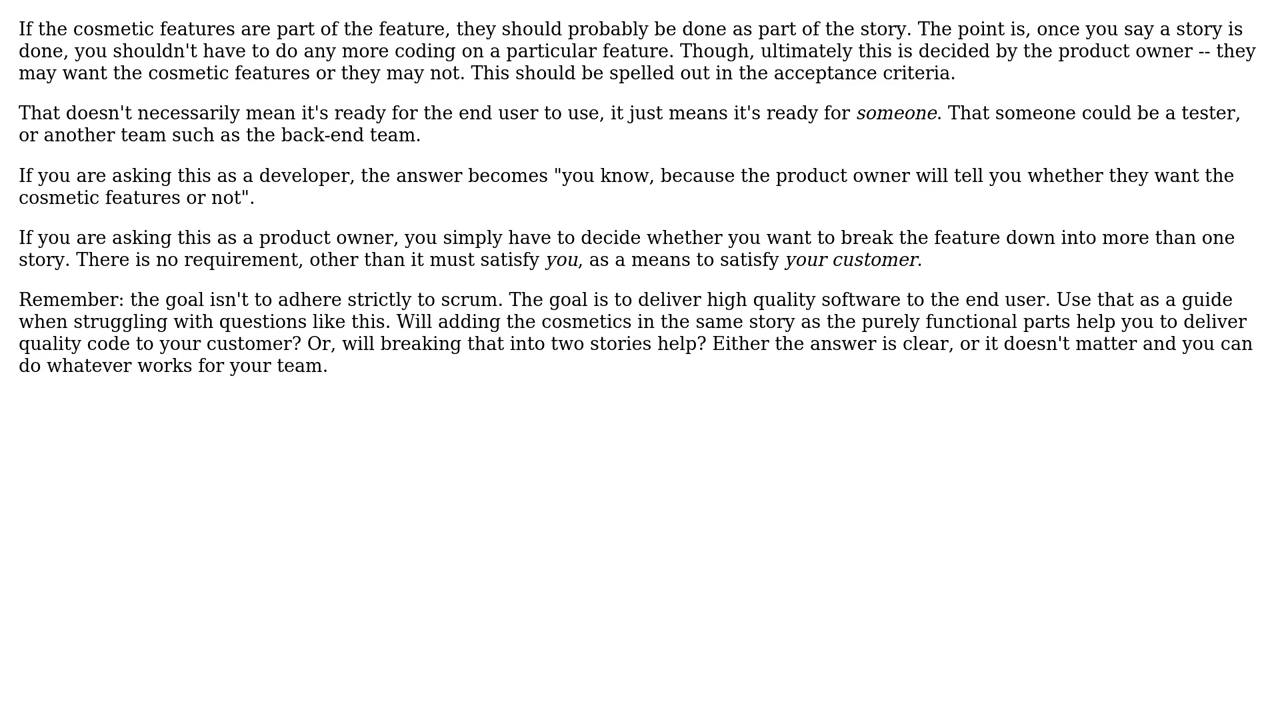 If the cosmetic features are part of the feature, they should probably be done as part of the story. The point is, once you say a story is
done, you shouldn't have to do any more coding on a particular feature. Though, ultimately this is decided by the product owner -- they
may want the cosmetic features or they may not. This should be spelled out in the acceptance criteria.
That doesn't necessarily mean it's ready for the end user to use, it just means it's ready for someone. That someone could be a tester,
or another team such as the back-end team.
If you are asking this as a developer, the answer becomes "you know, because the product owner will tell you whether they want the
cosmetic features or not".
If you are asking this as a product owner, you simply have to decide whether you want to break the feature down into more than one
story. There is no requirement, other than it must satisfy you, as a means to satisfy your customer.
Remember: the goal isn't to adhere strictly to scrum. The goal is to deliver high quality software to the end user. Use that as a guide
when struggling with questions like this. Will adding the cosmetics in the same story as the purely functional parts help you to deliver
quality code to your customer? Or, will breaking that into two stories help? Either the answer is clear, or it doesn't matter and you can
do whatever works for your team.